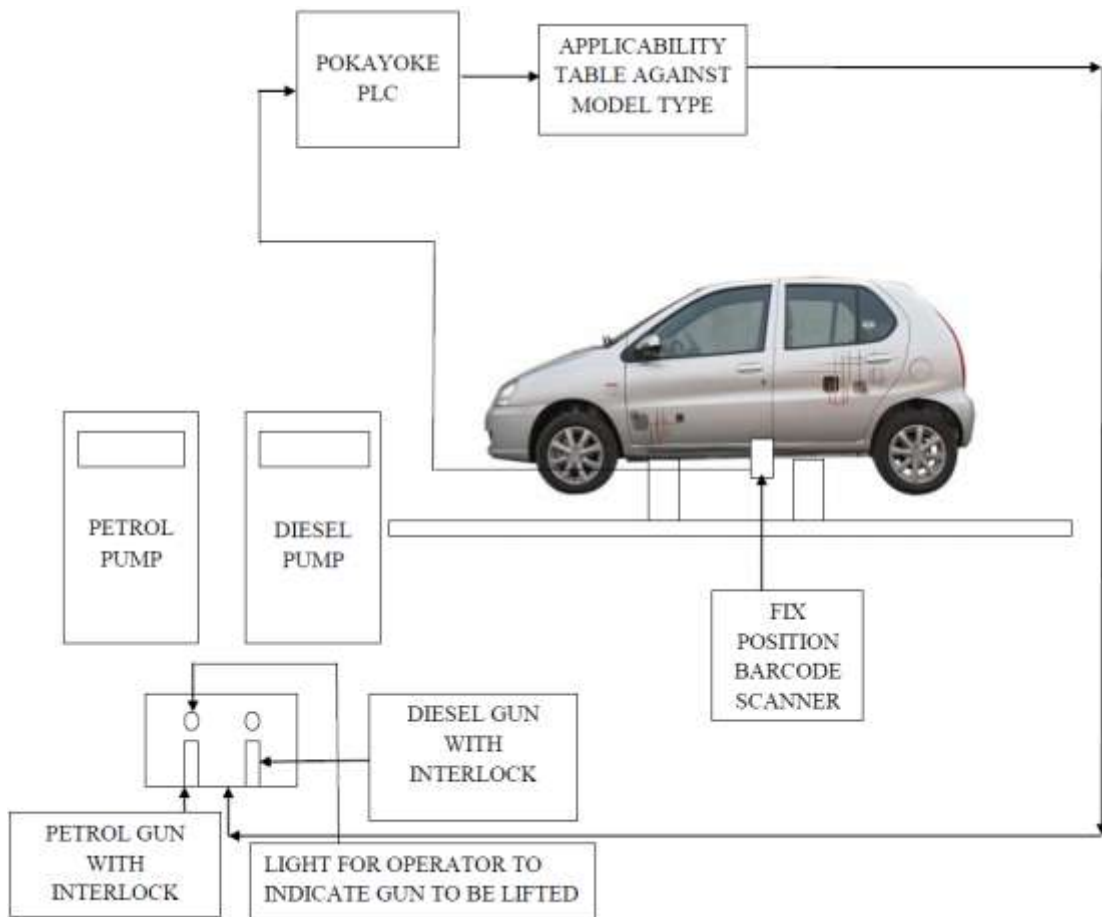 POKAYOKE
PLC
APPLICABILITY
TABLE AGAINST
MODEL TYPE
PETROL
PUMP
DIESEL
PUMP
FIX
POSITION
BARCODE
SCANNER
DIESEL GUN
WITH
INTERLOCK
PETROL GUN
WITH
INTERLOCK
LIGHT FOR OPERATOR TO
INDICATE GUN TO BE LIFTED